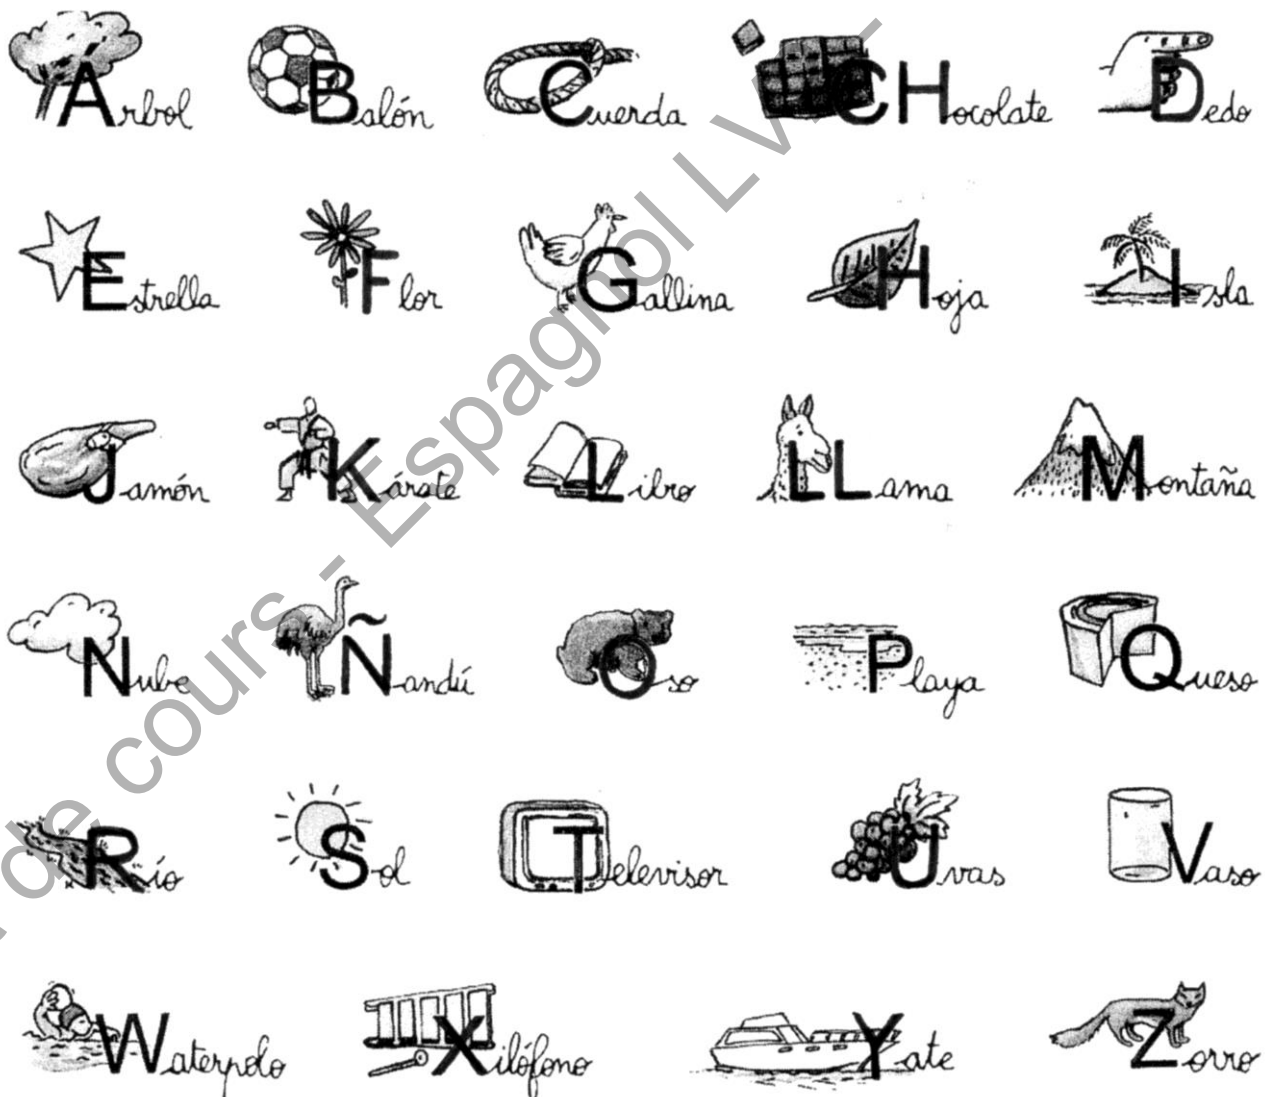 Arbol Balón Cuerda CHocolate Dedo
Estrella Flor Gallina Hoja Isla
Jamón Kárate Libro LLama Montaña
Nube Ñandú Oso Playa Queso
Río Sol Televisor Uvas Vaso
Waterpolo Xilófono Yate Zorro
de cours - Espagnol LV